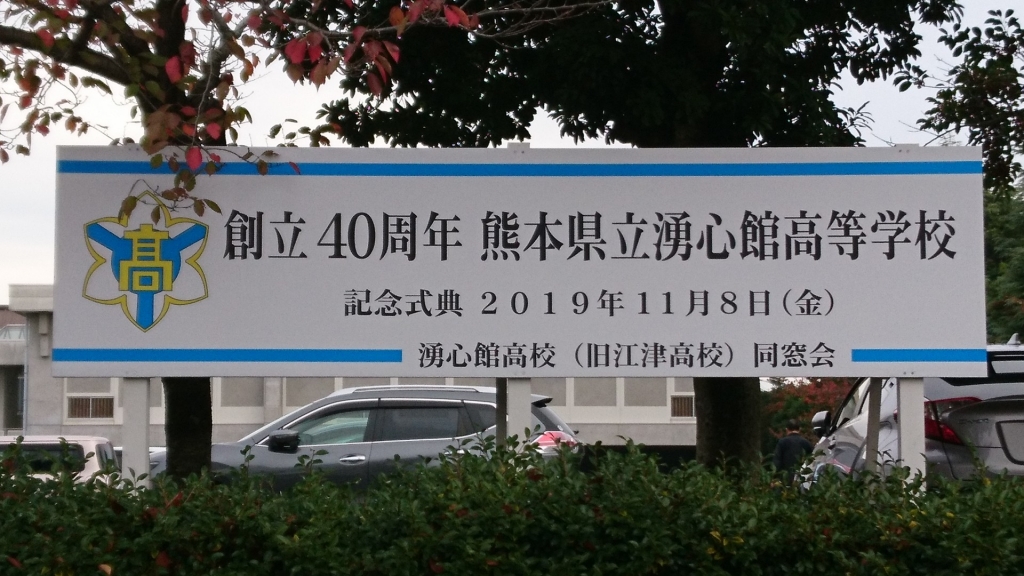 高
創立40周年 熊本県立湧心館高等学校
記念式典 2019年11月8日(金)
湧心館高校(旧江津高校)同窓会